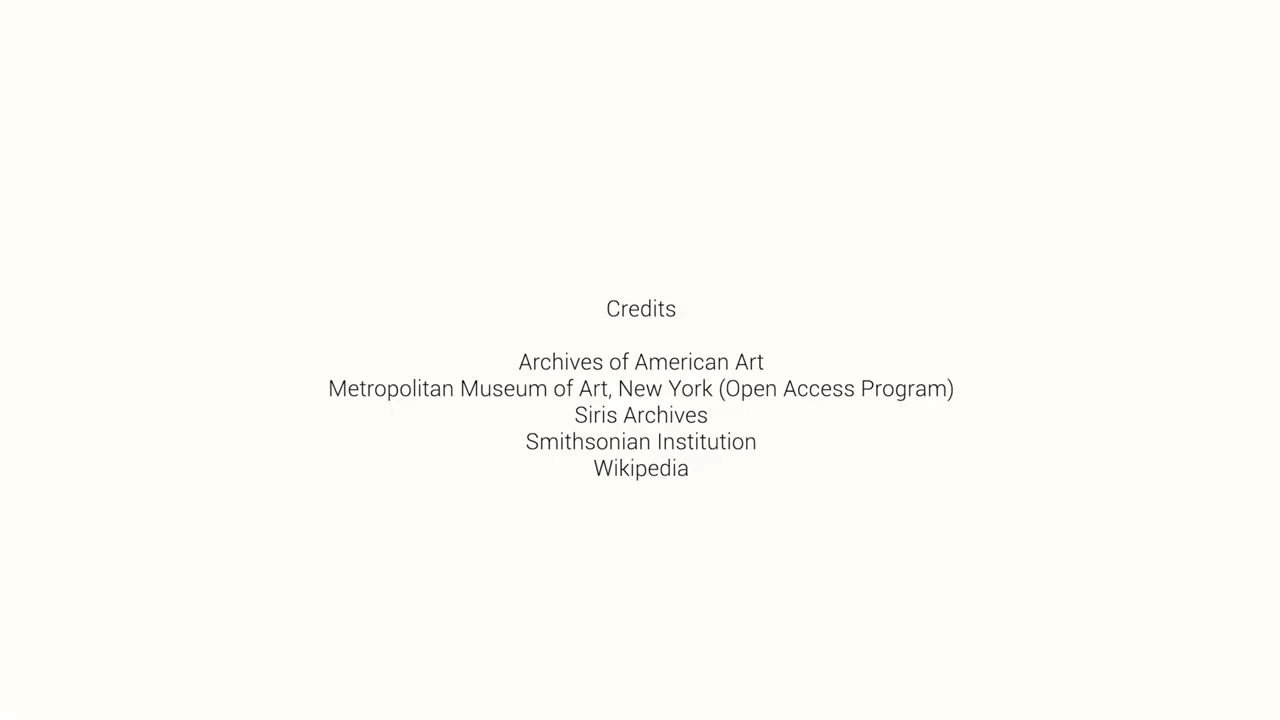 Credits
Archives of American Art
Metropolitan Museum of Art, New York (Open Access Program)
Siris Archives
Smithsonian Institution
Wikipedia